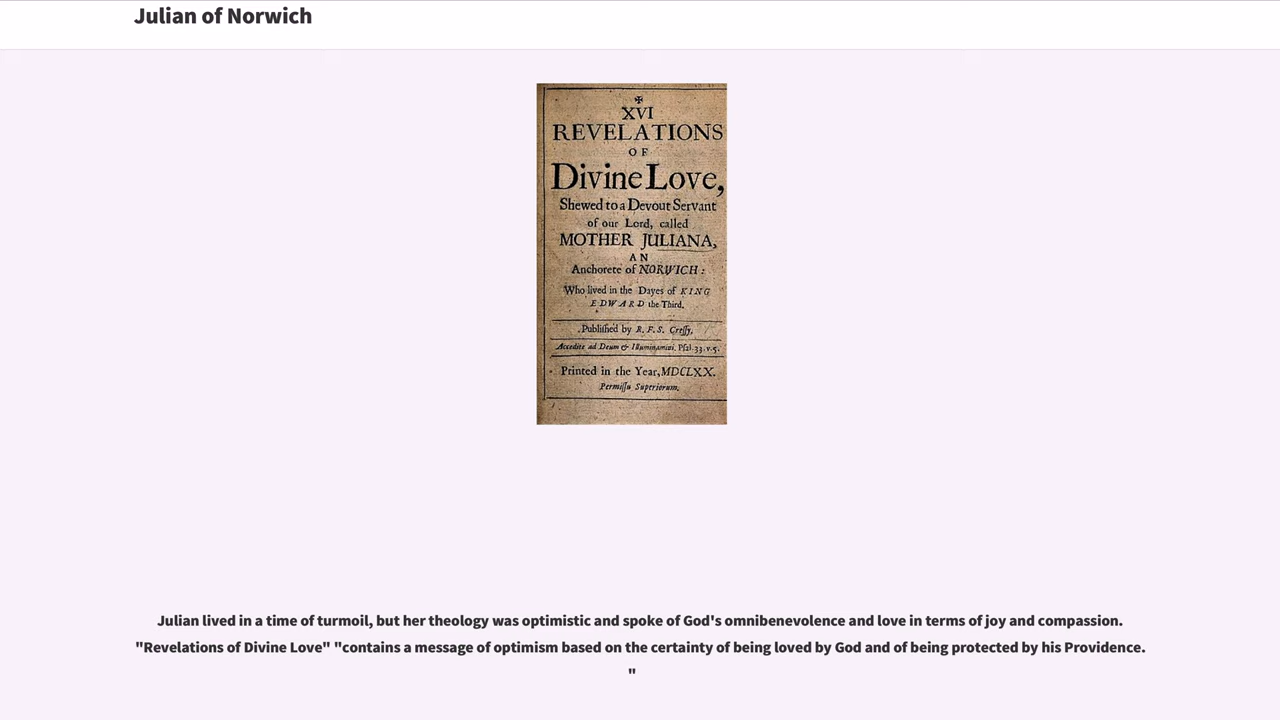 Julian of Norwich
✠
XVI
REVELATIONS
OF
Divine Love,
Shewed to a Devout Servant
of our Lord, called
MOTHER JULIANA,
AN
Anchorete of NORWICH:
Who lived in the Dayes of KING
EDWARD the Third.
Published by R. F. S. Cressy.
Accedite ad Deum & Illuminamini. Psal. 33. v. 5.
Printed in the Year, MDCLXX.
Permissu Superiorum.
Julian lived in a time of turmoil, but her theology was optimistic and spoke of God's omnibenevolence and love in terms of joy and compassion.
"Revelations of Divine Love" "contains a message of optimism based on the certainty of being loved by God and of being protected by his Providence.
"